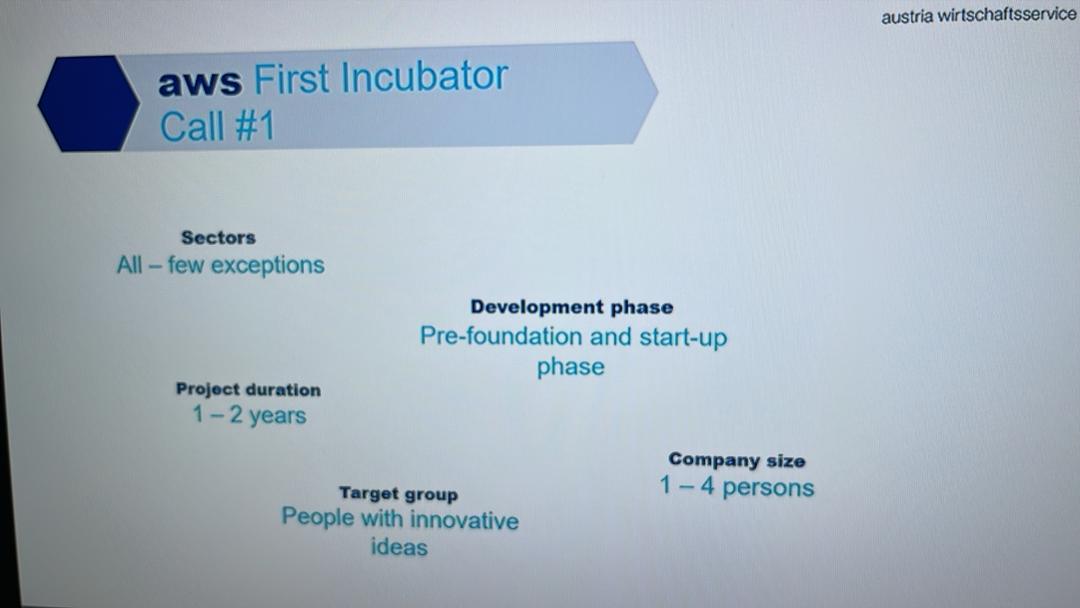 austria wirtschaftsservice
aws First Incubator
Call #1
Sectors
All – few exceptions
Development phase
Pre-foundation and start-up
phase
Project duration
1 – 2 years
Company size
1 – 4 persons
Target group
People with innovative
ideas